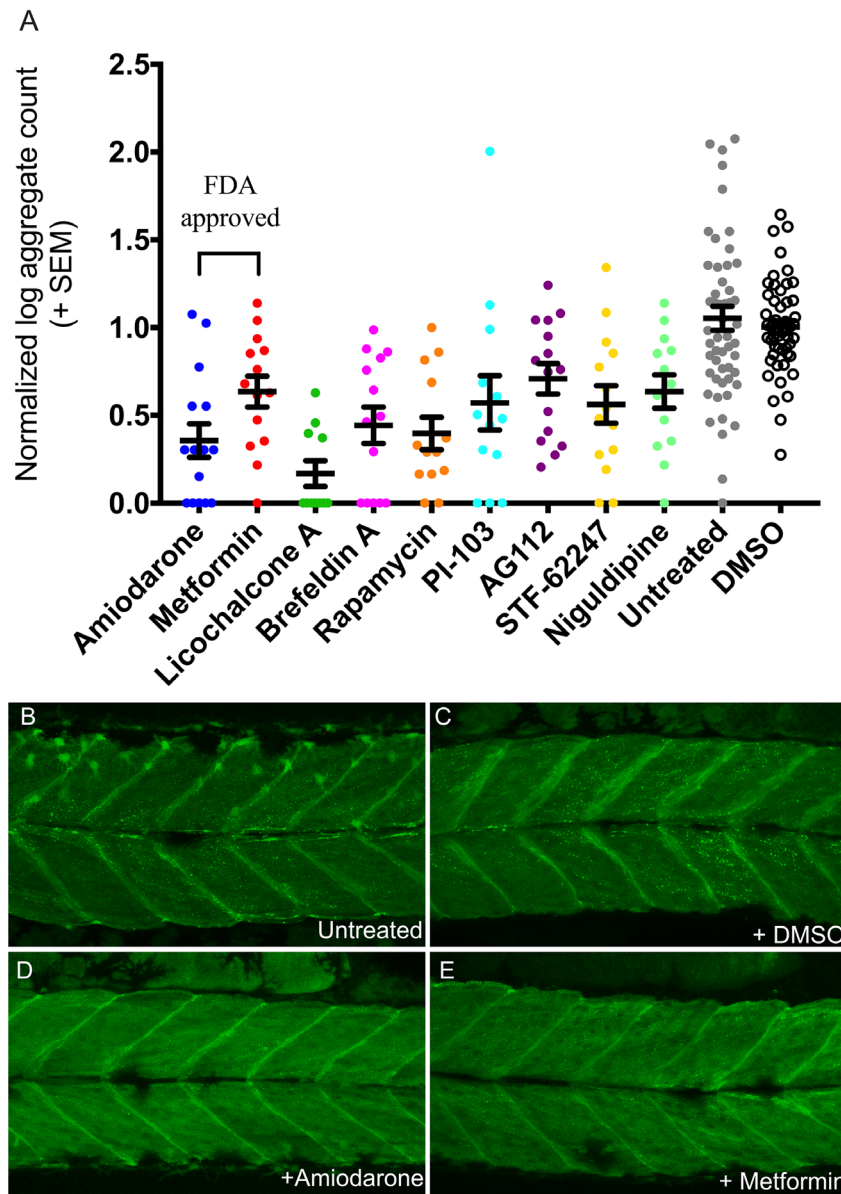 A
Normalized log aggregate count
(+ SEM)
2.5
2.0
1.5
1.0
0.5
0.0
FDA
approved
Amiodarone
Metformin
Licochalcone A
Brefeldin A
Rapamycin
PI-103
AG112
STF-62247
Niguldipine
Untreated
DMSO
B
Untreated
C
+ DMSO
D
+Amiodarone
E
+ Metformin